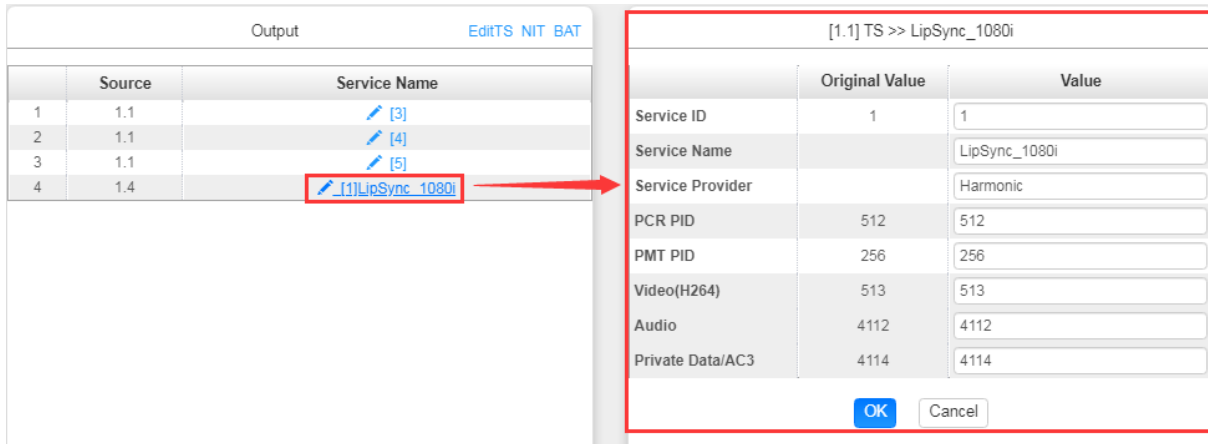 Output EditTS NIT BAT
Source Service Name
1 1.1 [3]
2 1.1 [4]
3 1.1 [5]
4 1.4 [1]LipSync_1080i
[1.1] TS >> LipSync_1080i
Original Value Value
Service ID 1 1
Service Name LipSync_1080i
Service Provider Harmonic
PCR PID 512 512
PMT PID 256 256
Video(H264) 513 513
Audio 4112 4112
Private Data/AC3 4114 4114
OK Cancel